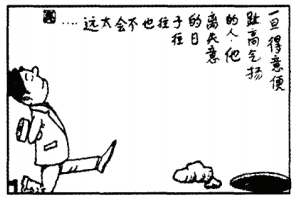 一旦得意便
趾高气扬
的人·他
离失意
的日
子往
往也不会太远····